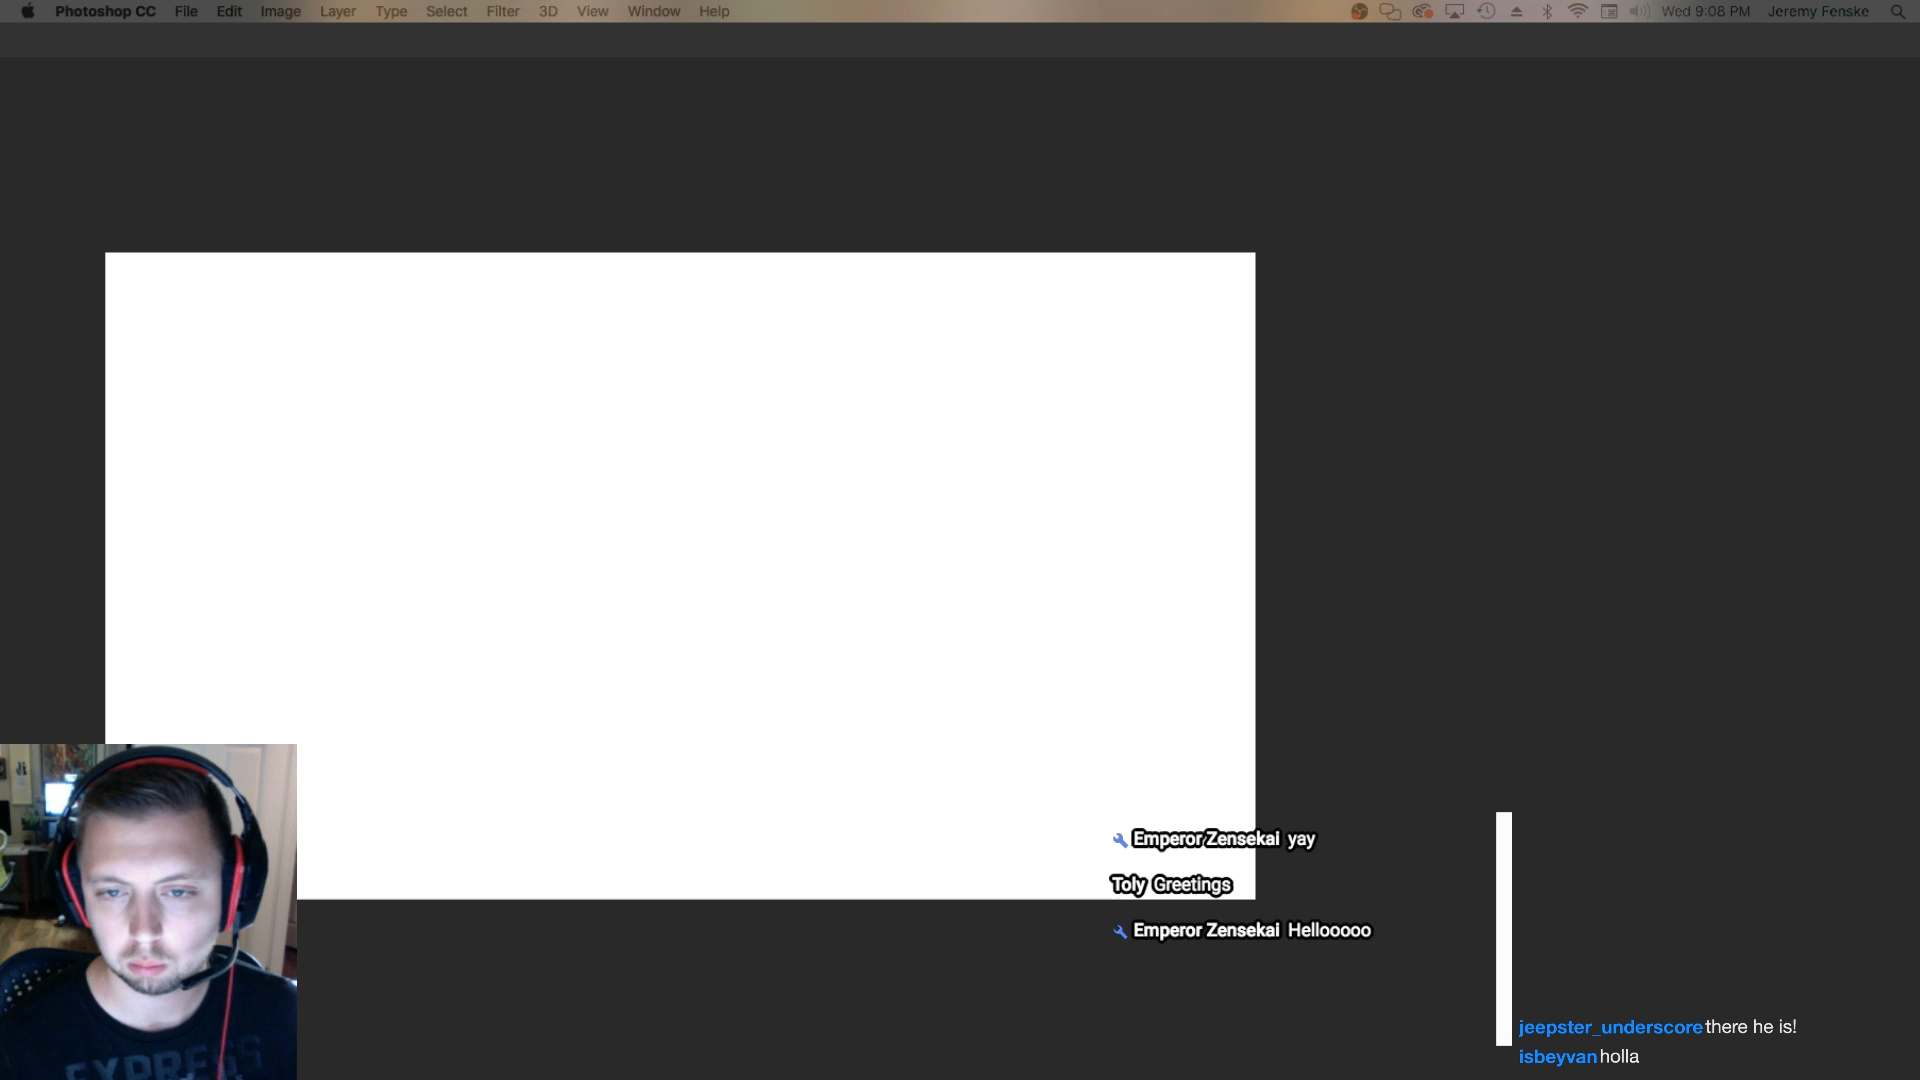 Photoshop CC File Edit Image Layer Type Select Filter 3D View Window Help Wed 9:08 PM Jeremy Fenske
Emperor Zensekai yay
Toly Greetings
Emperor Zensekai Hellooooo
jeepster_underscore there he is!
isbeyvan holla
EXPRESS